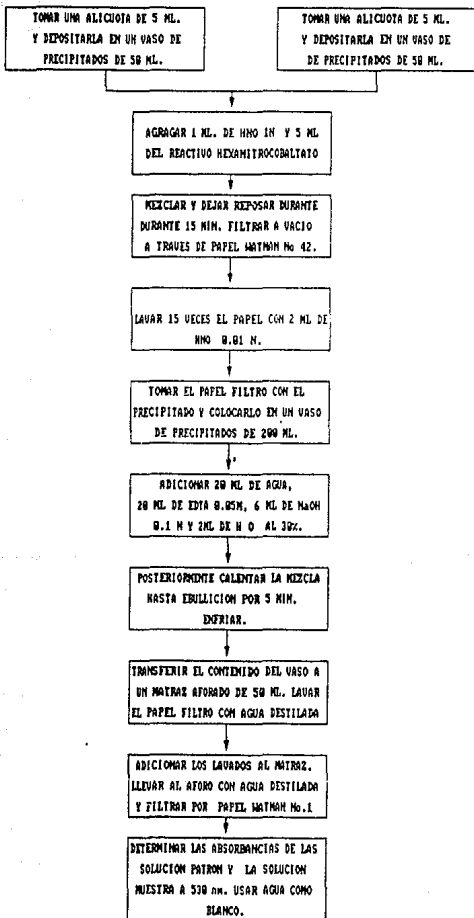 TOMAR UNA ALICUOTA DE 5 ML.
Y DEPOSITARLA EN UN VASO DE
PRECIPITADOS DE 50 ML.
TOMAR UNA ALICUOTA DE 5 ML.
Y DEPOSITARLA EN UN VASO DE
DE PRECIPITADOS DE 50 ML.
AGRAGAR 1 ML. DE HNO 1N Y 5 ML
DEL REACTIVO HEXANITROCOBALTATO
MEZCLAR Y DEJAR REPOSAR DURANTE
DURANTE 15 MIN. FILTRAR A VACIO
A TRAVES DE PAPEL WATMAN No 42.
LAVAR 15 VECES EL PAPEL CON 2 ML DE
HNO 0.01 N.
TOMAR EL PAPEL FILTRO CON EL
PRECIPITADO Y COLOCARLO EN UN VASO
DE PRECIPITADOS DE 200 ML.
ADICIONAR 20 ML DE AGUA,
20 ML DE EDTA 0.05M, 6 ML DE NaOH
0.1 N Y 2ML DE H O AL 30%.
POSTERIORMENTE CALENTAR LA MEZCLA
HASTA EBULLICION POR 5 MIN.
ENFRIAR.
TRANSFERIR EL CONTENIDO DEL VASO A
UN MATRAZ AFORADO DE 50 ML. LAVAR
EL PAPEL FILTRO CON AGUA DESTILADA
ADICIONAR LOS LAVADOS AL MATRAZ.
LLEVAR AL AFORO CON AGUA DESTILADA
Y FILTRAR POR PAPEL WATMAN No.1
DETERMINAR LAS ABSORBANCIAS DE LAS
SOLUCION PATRON Y LA SOLUCION
MUESTRA A 530 nm. USAR AGUA COMO
BLANCO.